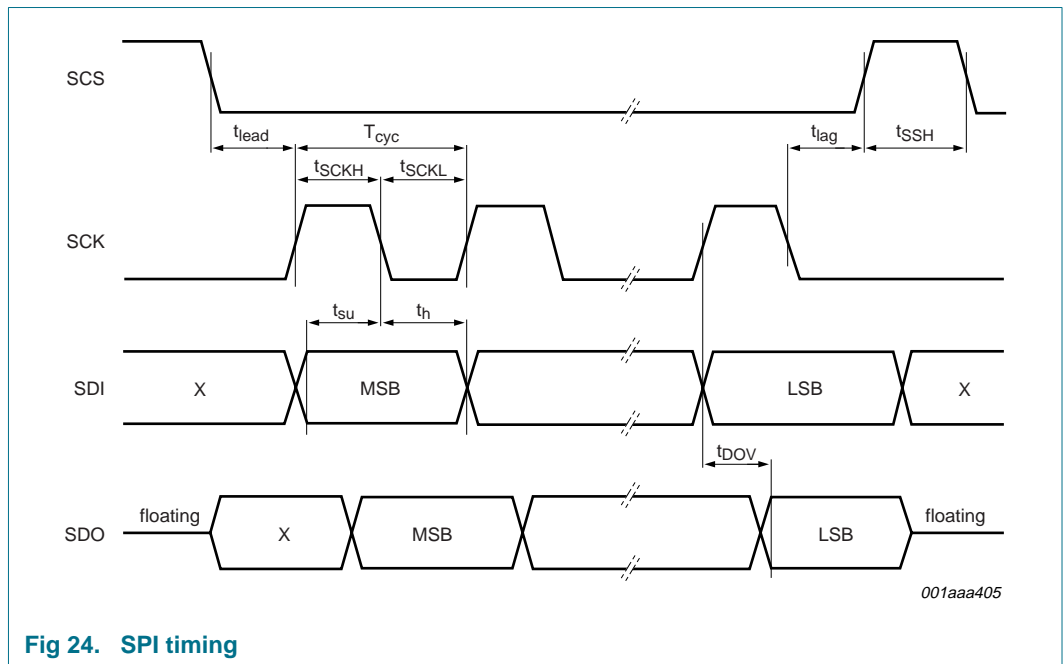 SCS
tlead
Tcyc
tlag
tSSH
tSCKH
tSCKL
SCK
tsu
th
SDI
X
MSB
LSB
X
tDOV
floating
floating
SDO
X
MSB
LSB
001aaa405
Fig 24. SPI timing